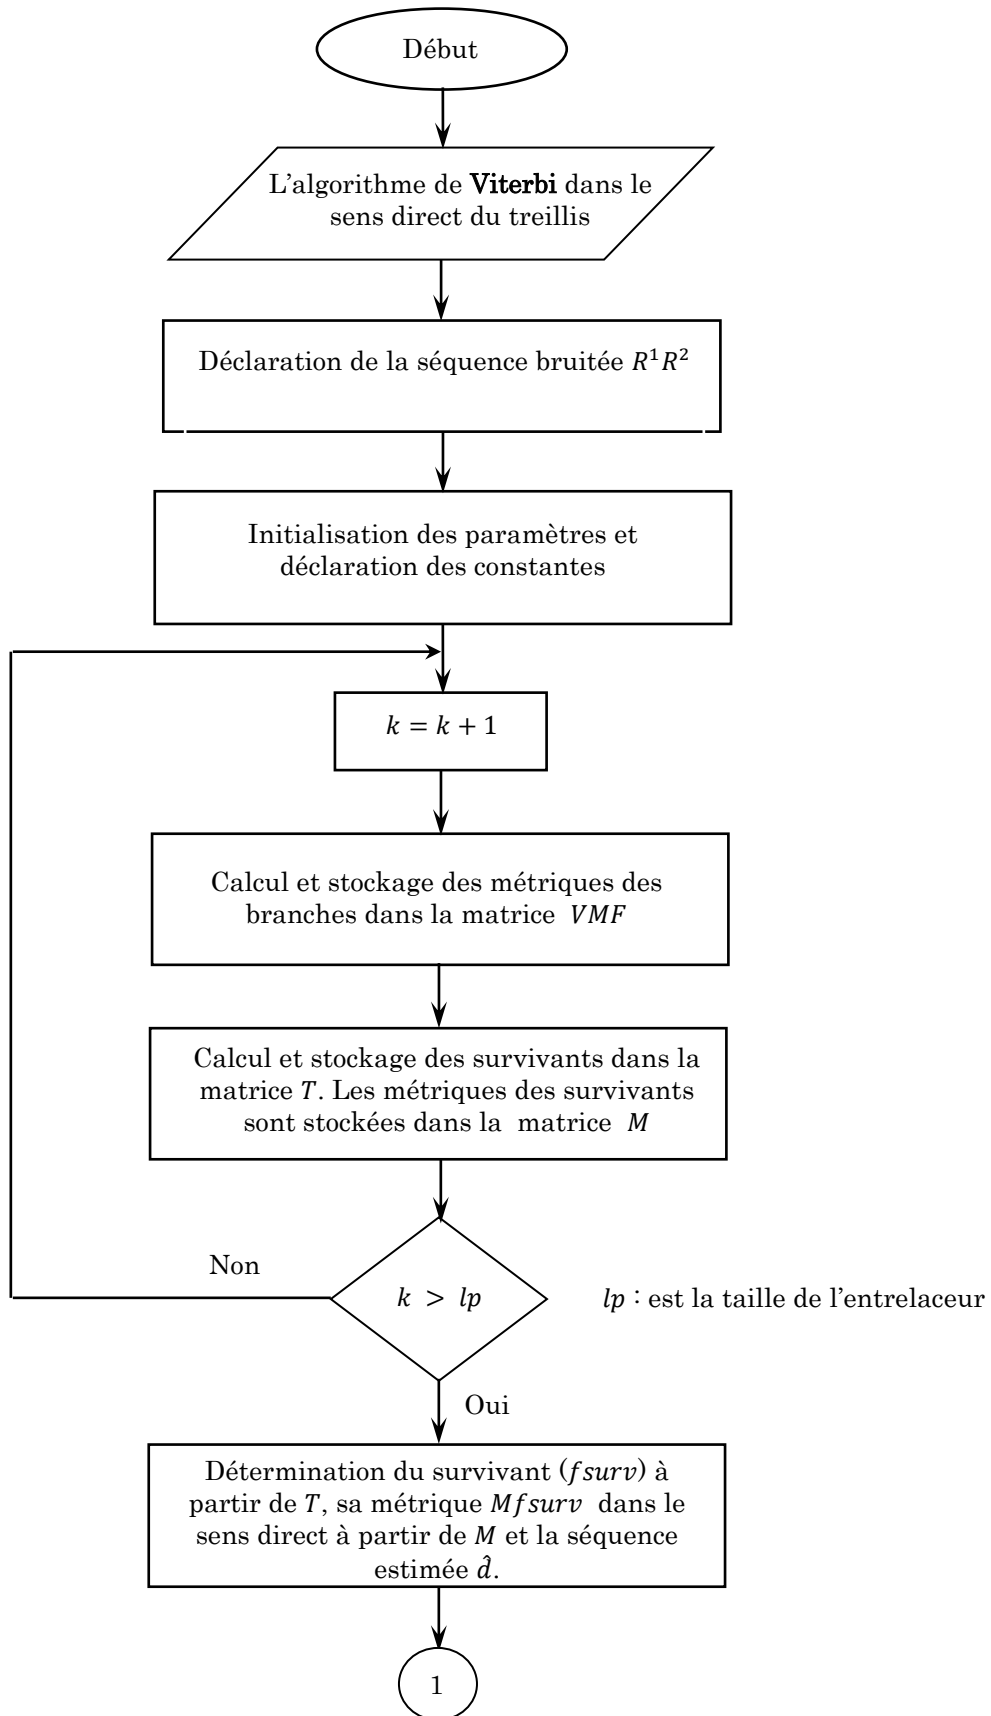 Début
L'algorithme de Viterbi dans le
sens direct du treillis
Déclaration de la séquence bruitée R¹R²
Initialisation des paramètres et
déclaration des constantes
k = k + 1
Calcul et stockage des métriques des
branches dans la matrice VMF
Calcul et stockage des survivants dans la
matrice T. Les métriques des survivants
sont stockées dans la matrice M
Non
k > lp
lp : est la taille de l'entrelaceur
Oui
Détermination du survivant (fsurv) à
partir de T, sa métrique Mfsurv dans le
sens direct à partir de M et la séquence
estimée d̂.
1